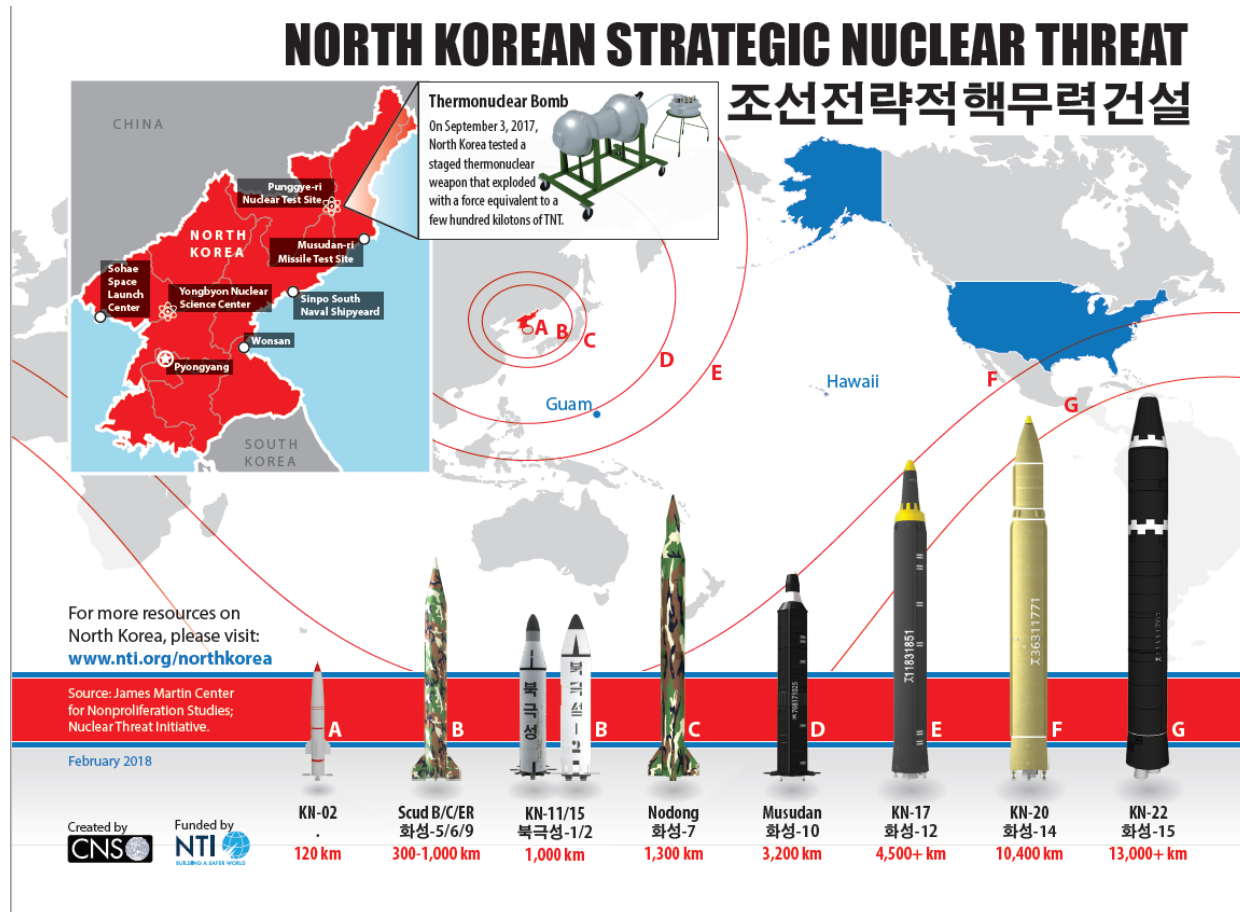 NORTH KOREAN STRATEGIC NUCLEAR THREAT
조선전략적핵무력건설
CHINA
Punggye-ri
Nuclear Test Site
NORTH
KOREA
Musudan-ri
Missile Test Site
Sohae
Space
Launch
Center
Yongbyon Nuclear
Science Center
Sinpo South
Naval Shipyeard
Wonsan
Pyongyang
SOUTH
KOREA
Thermonuclear Bomb
On September 3, 2017,
North Korea tested a
staged thermonuclear
weapon that exploded
with a force equivalent to a
few hundred kilotons of TNT.
A
B
C
D
E
F
G
Guam
Hawaii
For more resources on
North Korea, please visit:
www.nti.org/northkorea
Source: James Martin Center
for Nonproliferation Studies;
Nuclear Threat Initiative.
February 2018
Created by
CNS
Funded by
NTI
BUILDING A SAFER WORLD
북극성
북극성-2
ㅈ11831851
ㅈ36311771
A
B
B
C
D
E
F
G
KN-02
.
120 km
Scud B/C/ER
화성-5/6/9
300-1,000 km
KN-11/15
북극성-1/2
1,000 km
Nodong
화성-7
1,300 km
Musudan
화성-10
3,200 km
KN-17
화성-12
4,500+ km
KN-20
화성-14
10,400 km
KN-22
화성-15
13,000+ km